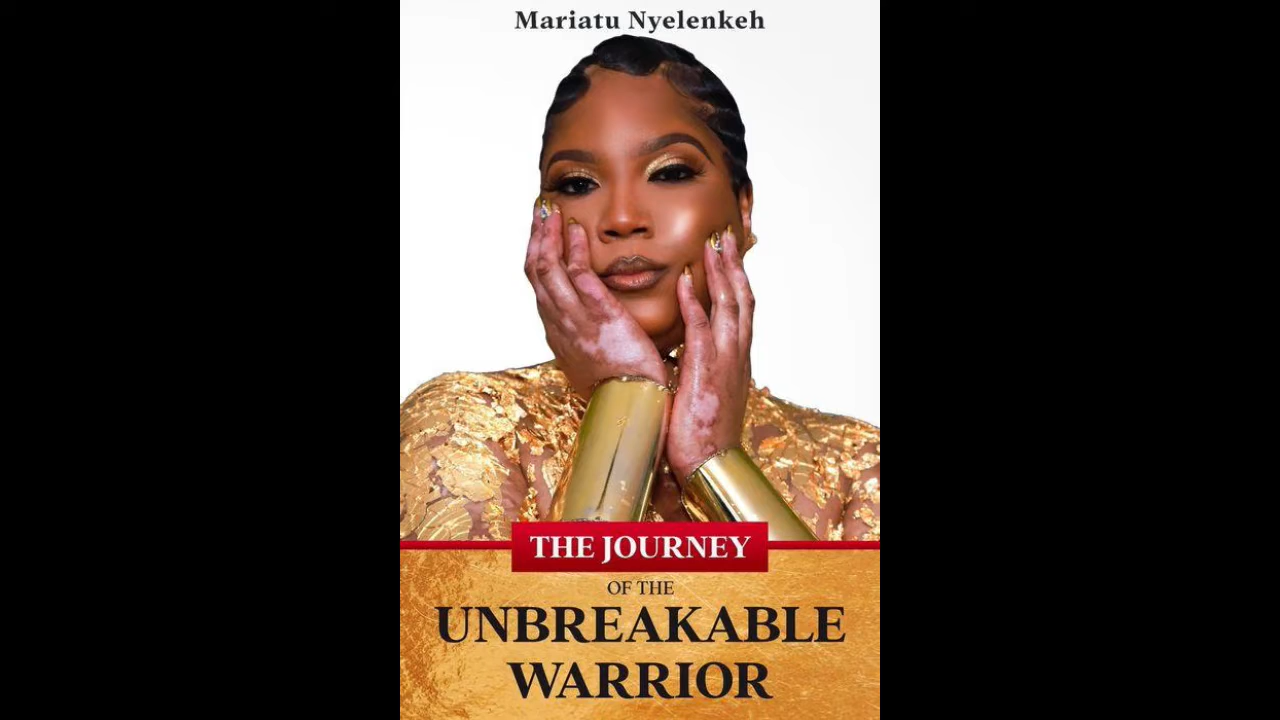 Mariatu Nyelenkeh
THE JOURNEY
OF THE
UNBREAKABLE
WARRIOR